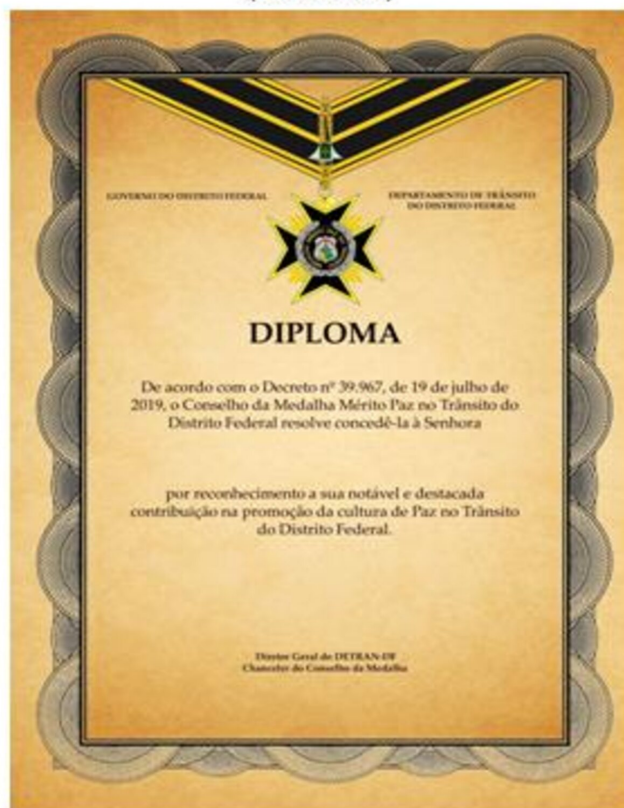 GOVERNO DO DISTRITO FEDERAL
DEPARTAMENTO DE TRÂNSITO
DO DISTRITO FEDERAL
DIPLOMA
De acordo com o Decreto nº 39.967, de 19 de julho de
2019, o Conselho da Medalha Mérito Paz no Trânsito do
Distrito Federal resolve concedê-la à Senhora
por reconhecimento a sua notável e destacada
contribuição na promoção da cultura de Paz no Trânsito
do Distrito Federal.
Diretor Geral do DETRAN-DF
Chanceler do Conselho da Medalha